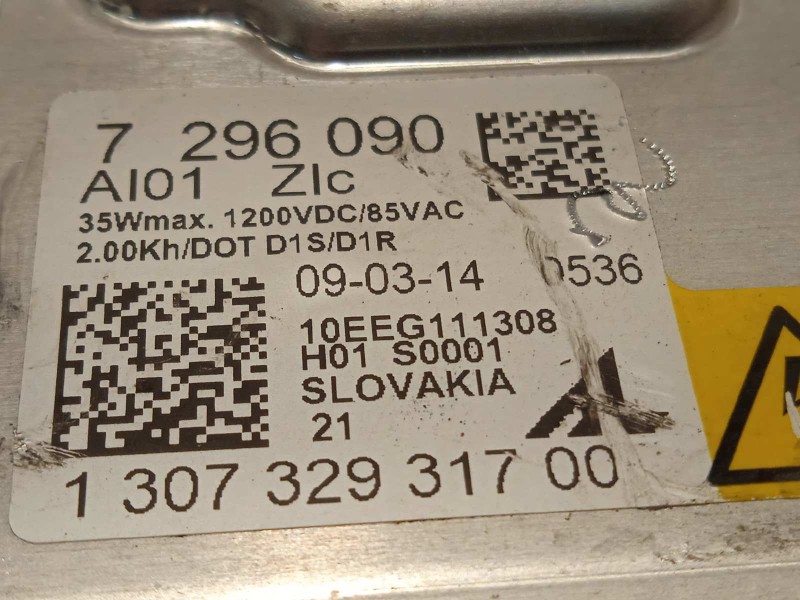 7 296 090
AI01 ZIc
35Wmax. 1200VDC/85VAC
2.00Kh/DOT D1S/D1R
09-03-14
10EEG111308
H01 S0001
SLOVAKIA
21
1 307 329 317 00